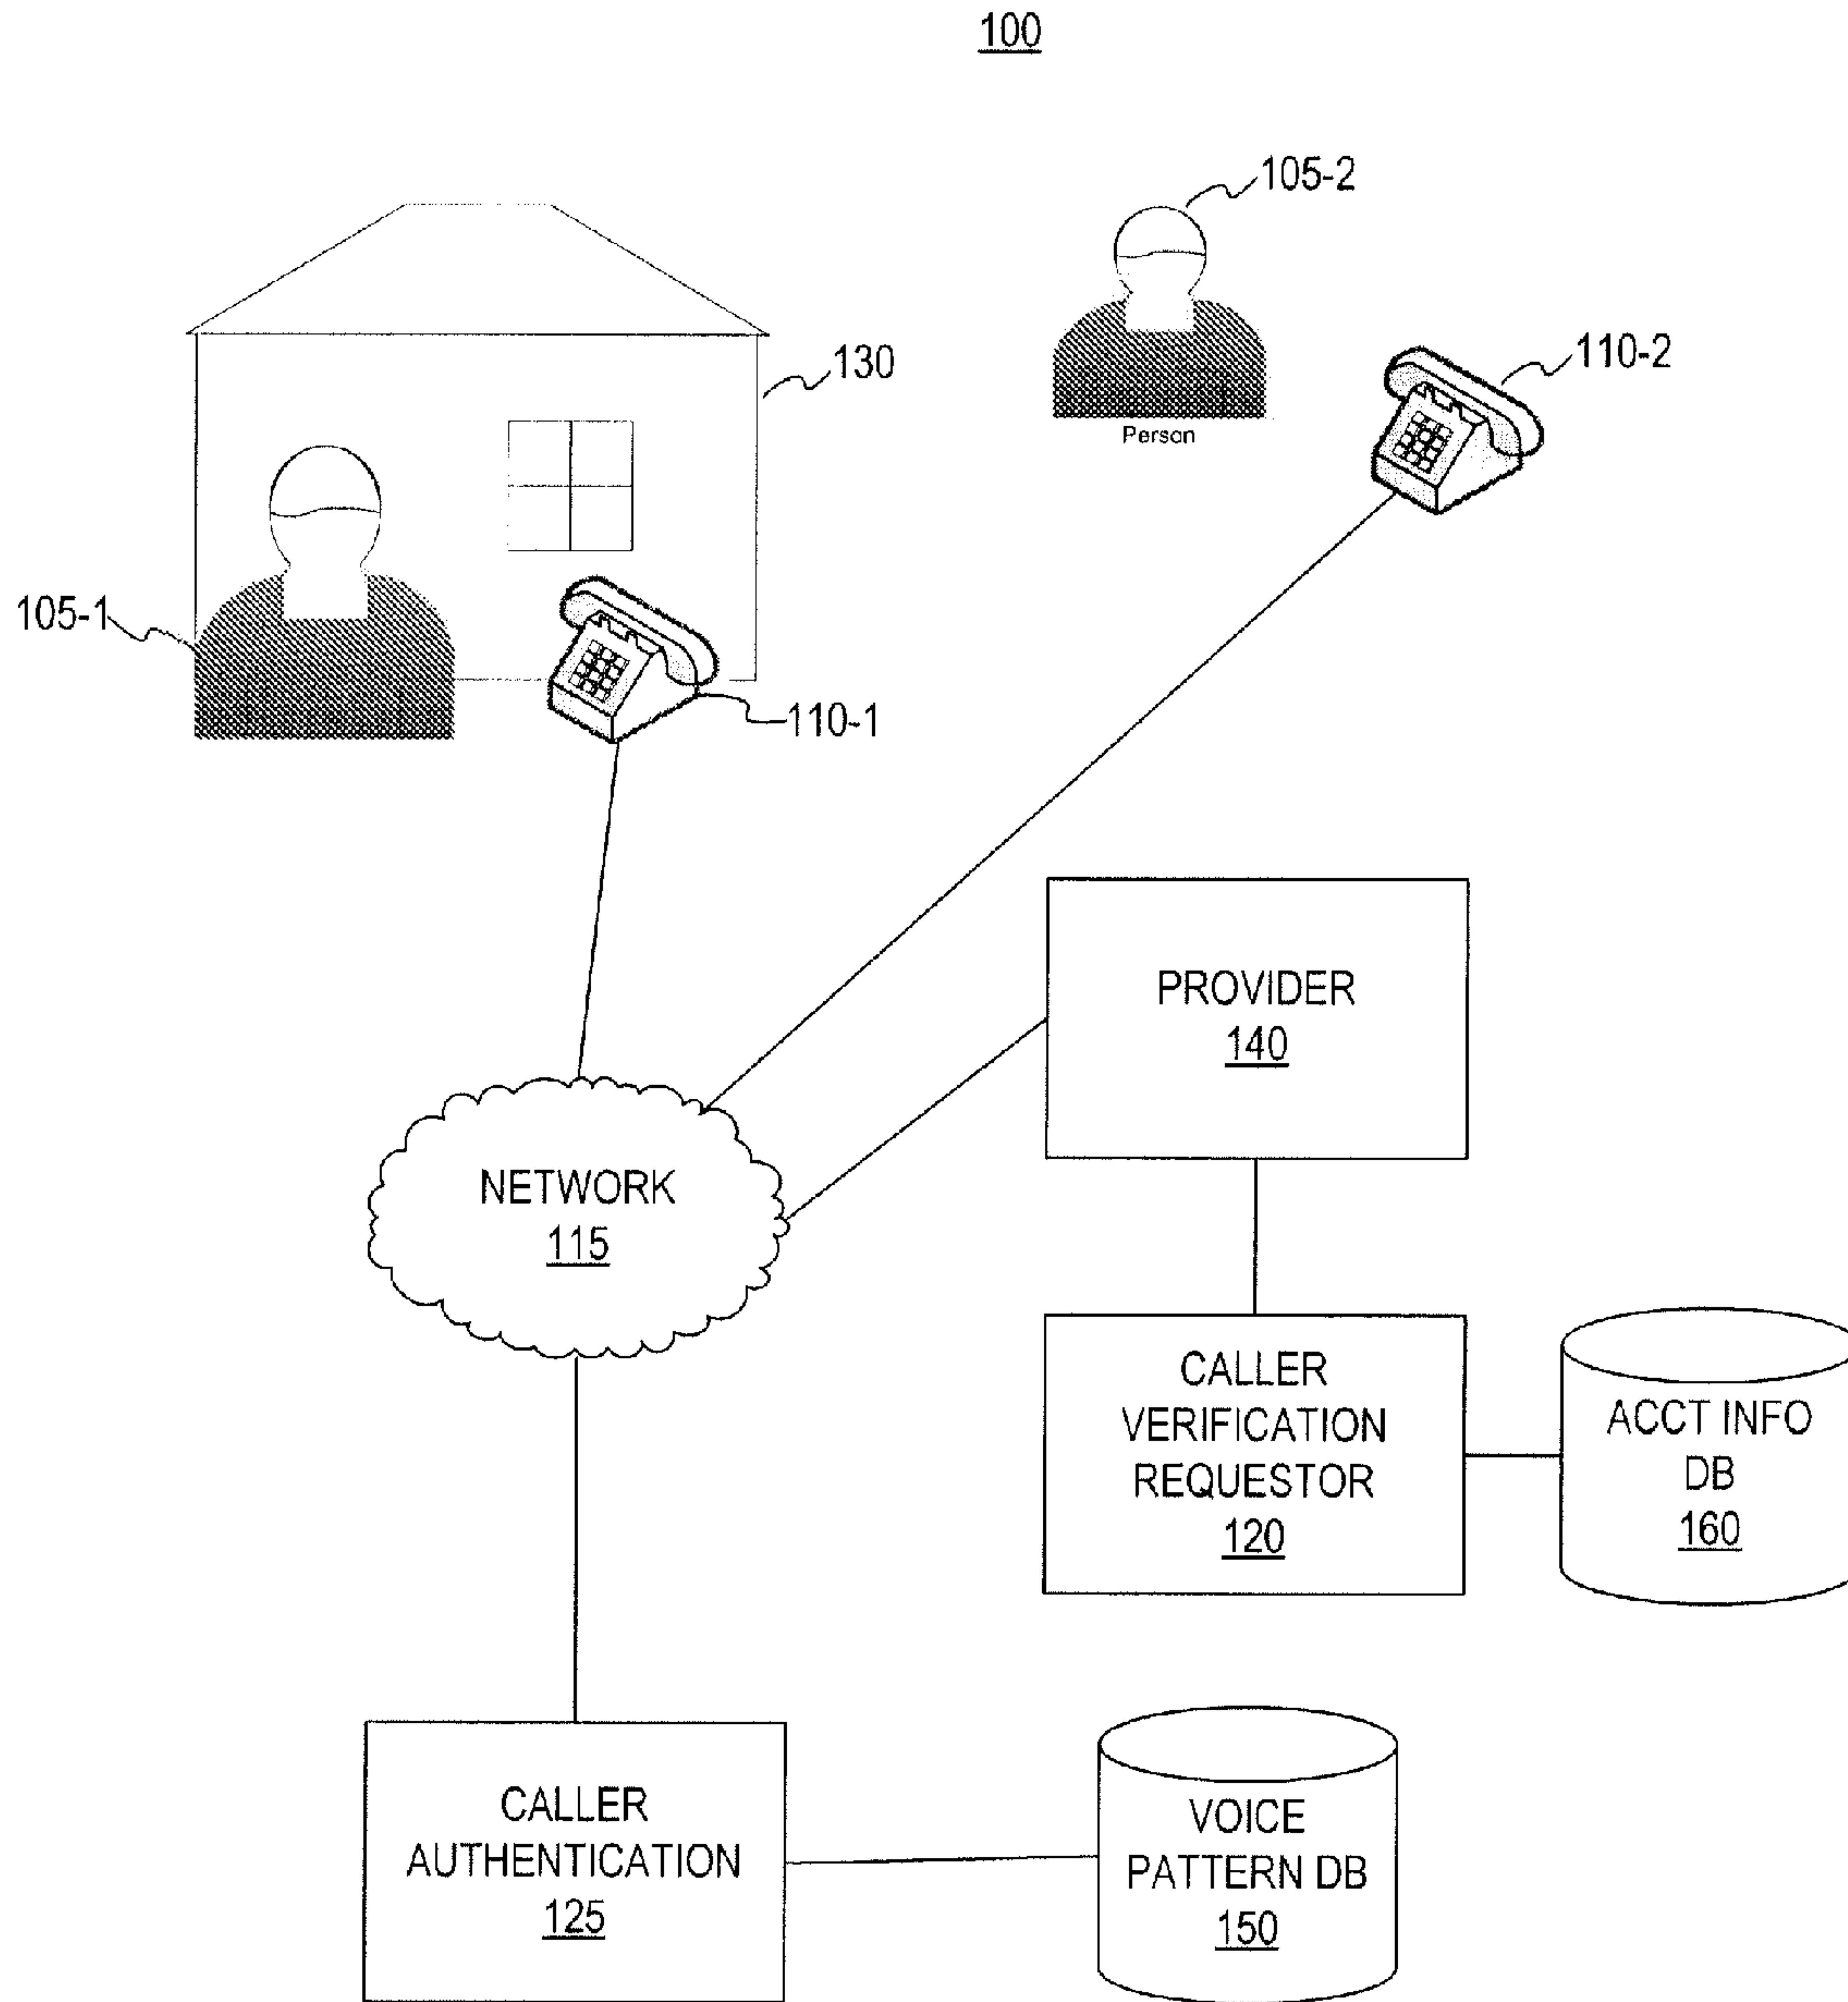 100
105-2
130
110-2
Person
105-1
110-1
PROVIDER
140
NETWORK
115
CALLER
VERIFICATION
REQUESTOR
120
ACCT INFO
DB
160
CALLER
AUTHENTICATION
125
VOICE
PATTERN DB
150